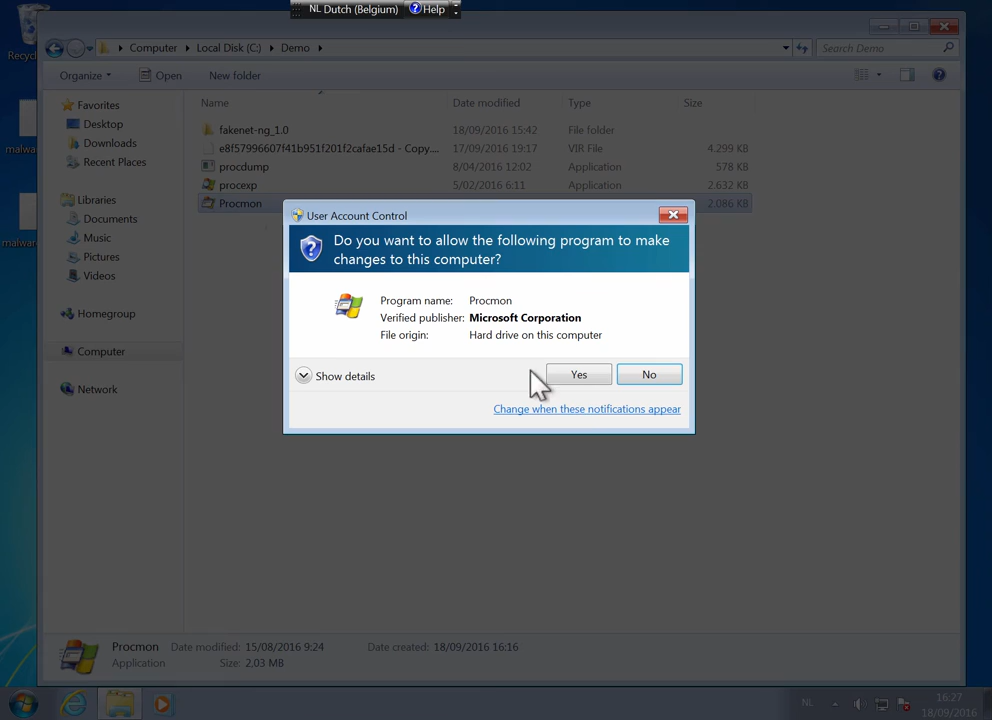 NL Dutch (Belgium) Help
Computer Local Disk (C:) Demo
Search Demo
Organize Open New folder
Name Date modified Type Size
Favorites
Desktop
Downloads
Recent Places
Libraries
Documents
Music
Pictures
Videos
Homegroup
Computer
Network
fakenet-ng_1.0 18/09/2016 15:42 File folder
e8f57996607f41b951f201f2cafae15d - Copy.... 17/09/2016 19:17 VIR File 4.299 KB
procdump 8/04/2016 12:02 Application 578 KB
procexp 5/02/2016 6:11 Application 2.632 KB
Procmon 2.086 KB
User Account Control
Do you want to allow the following program to make
changes to this computer?
Program name: Procmon
Verified publisher: Microsoft Corporation
File origin: Hard drive on this computer
Show details
Yes No
Change when these notifications appear
Procmon Date modified: 15/08/2016 9:24 Date created: 18/09/2016 16:16
Application Size: 2.03 MB
NL
16:27
18/09/2016
Recyc
malwar
malware